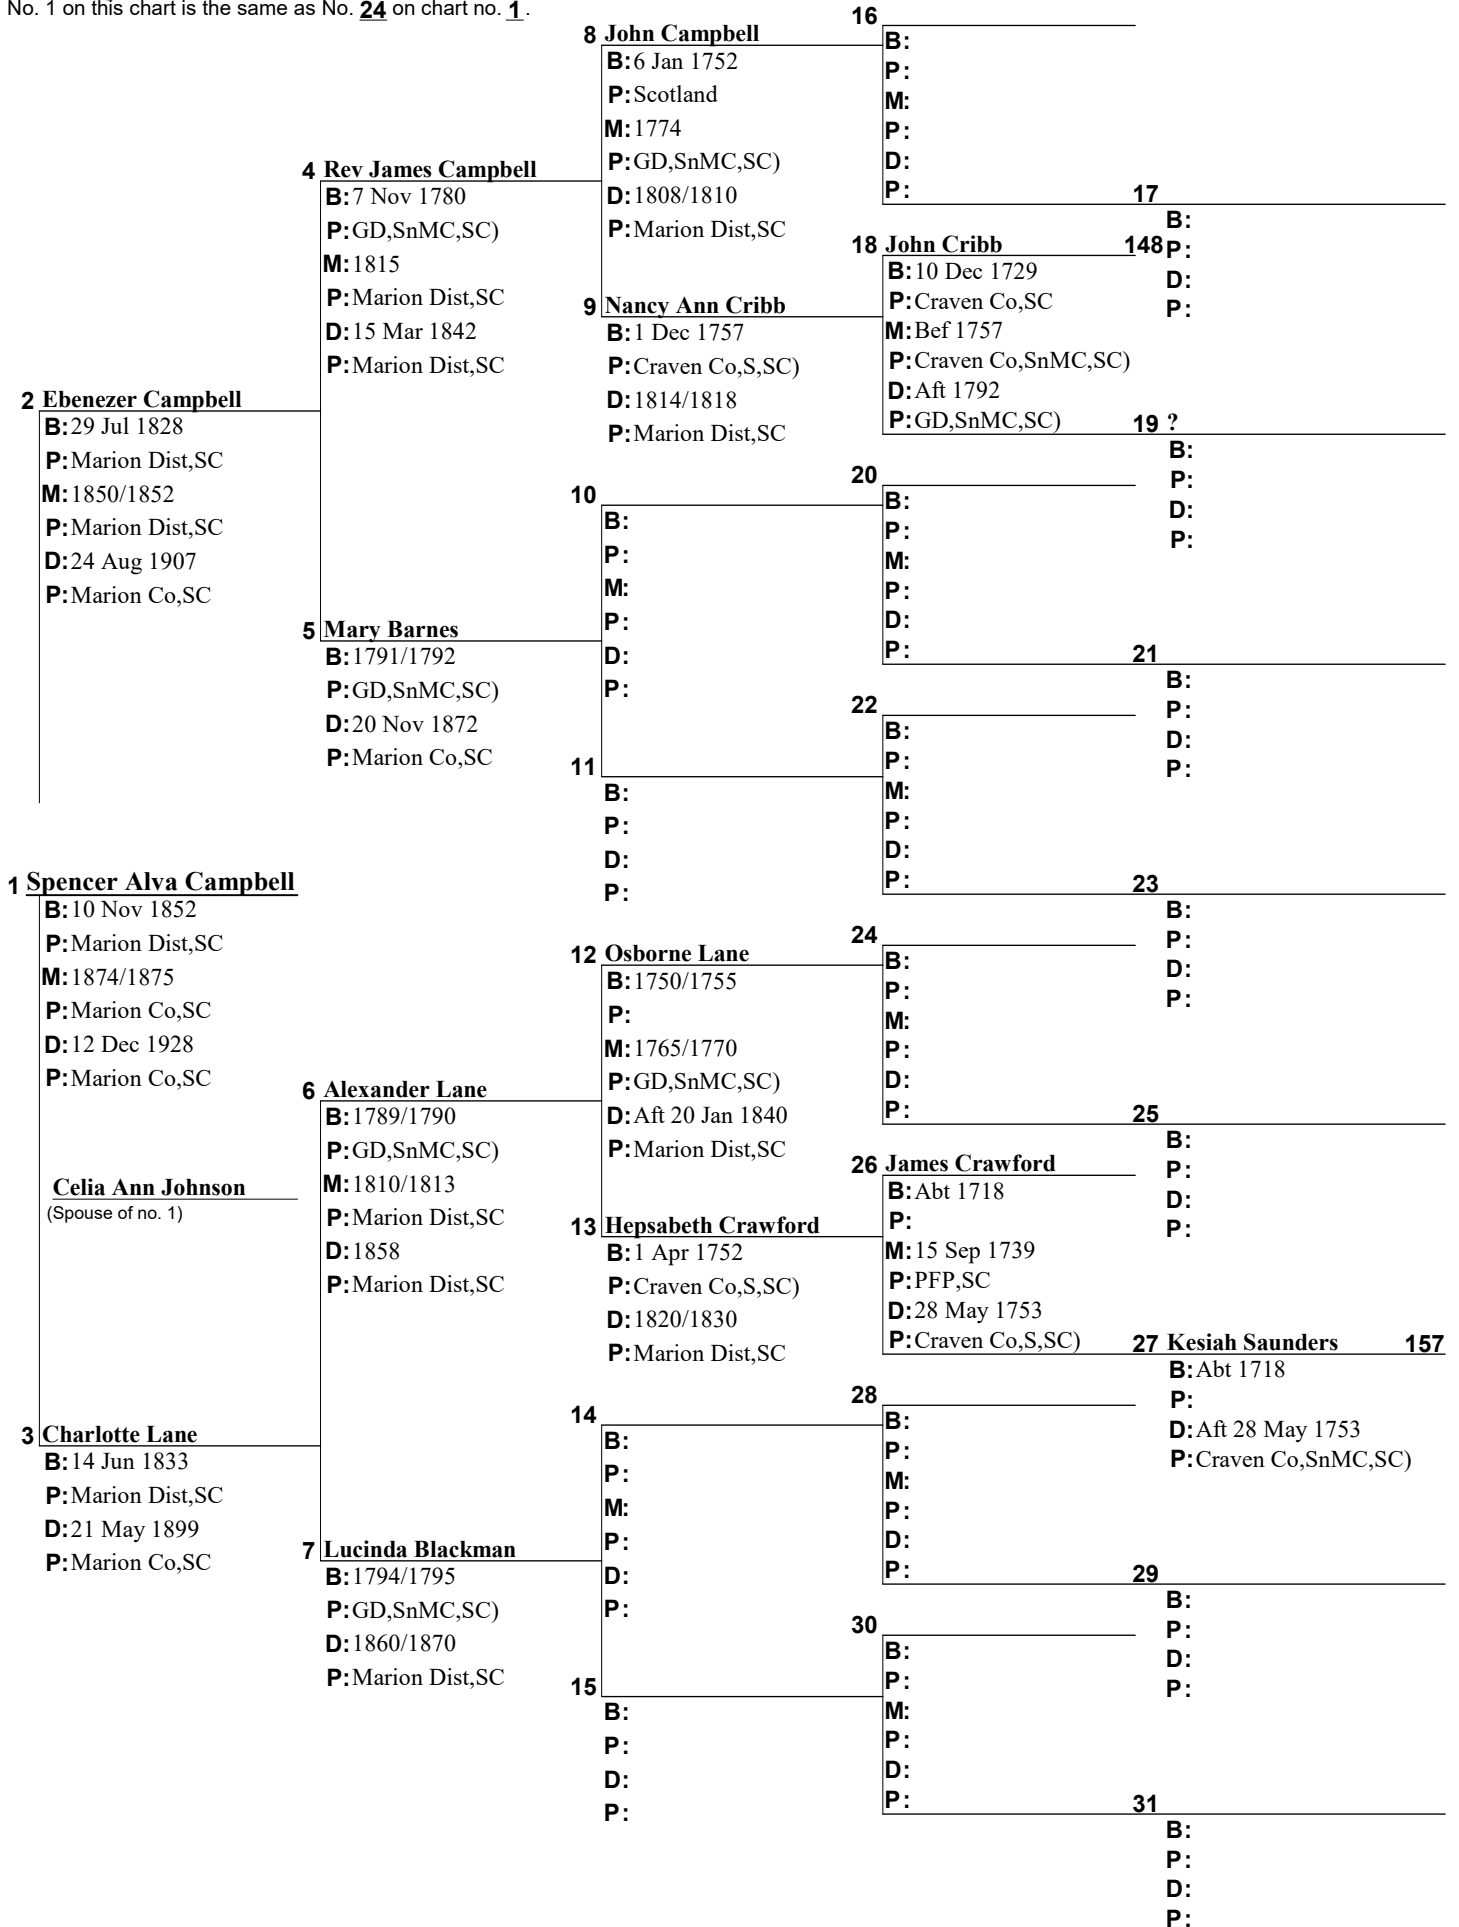 No. 1 on this chart is the same as No. 24 on chart no. 1.
1 Spencer Alva Campbell
B: 10 Nov 1852
P: Marion Dist,SC
M: 1874/1875
P: Marion Co,SC
D: 12 Dec 1928
P: Marion Co,SC
Celia Ann Johnson
(Spouse of no. 1)
2 Ebenezer Campbell
B: 29 Jul 1828
P: Marion Dist,SC
M: 1850/1852
P: Marion Dist,SC
D: 24 Aug 1907
P: Marion Co,SC
3 Charlotte Lane
B: 14 Jun 1833
P: Marion Dist,SC
D: 21 May 1899
P: Marion Co,SC
4 Rev James Campbell
B: 7 Nov 1780
P: GD,SnMC,SC)
M: 1815
P: Marion Dist,SC
D: 15 Mar 1842
P: Marion Dist,SC
5 Mary Barnes
B: 1791/1792
P: GD,SnMC,SC)
D: 20 Nov 1872
P: Marion Co,SC
6 Alexander Lane
B: 1789/1790
P: GD,SnMC,SC)
M: 1810/1813
P: Marion Dist,SC
D: 1858
P: Marion Dist,SC
7 Lucinda Blackman
B: 1794/1795
P: GD,SnMC,SC)
D: 1860/1870
P: Marion Dist,SC
8 John Campbell
B: 6 Jan 1752
P: Scotland
M: 1774
P: GD,SnMC,SC)
D: 1808/1810
P: Marion Dist,SC
9 Nancy Ann Cribb
B: 1 Dec 1757
P: Craven Co,S,SC)
D: 1814/1818
P: Marion Dist,SC
10
B:
P:
M:
P:
D:
P:
11
B:
P:
D:
P:
12 Osborne Lane
B: 1750/1755
P:
M: 1765/1770
P: GD,SnMC,SC)
D: Aft 20 Jan 1840
P: Marion Dist,SC
13 Hepsabeth Crawford
B: 1 Apr 1752
P: Craven Co,S,SC)
D: 1820/1830
P: Marion Dist,SC
14
B:
P:
M:
P:
D:
P:
15
B:
P:
D:
P:
16
B:
P:
M:
P:
D:
P:
17
B:
P:
D:
P:
18 John Cribb 148
B: 10 Dec 1729
P: Craven Co,SC
M: Bef 1757
P: Craven Co,SnMC,SC)
D: Aft 1792
P: GD,SnMC,SC)
19 ?
B:
P:
D:
P:
20
B:
P:
M:
P:
D:
P:
21
B:
P:
D:
P:
22
B:
P:
M:
P:
D:
P:
23
B:
P:
D:
P:
24
B:
P:
M:
P:
D:
P:
25
B:
P:
D:
P:
26 James Crawford
B: Abt 1718
P:
M: 15 Sep 1739
P: PFP,SC
D: 28 May 1753
P: Craven Co,S,SC)
27 Kesiah Saunders 157
B: Abt 1718
P:
D: Aft 28 May 1753
P: Craven Co,SnMC,SC)
28
B:
P:
M:
P:
D:
P:
29
B:
P:
D:
P:
30
B:
P:
M:
P:
D:
P:
31
B:
P:
D:
P: